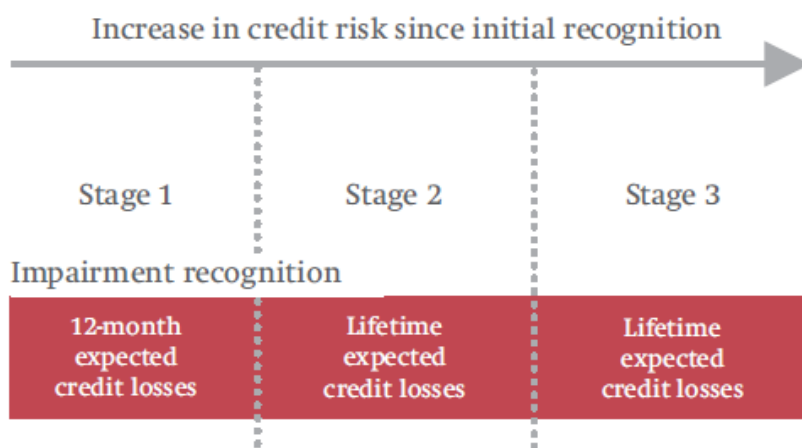 Increase in credit risk since initial recognition
Stage 1
Stage 2
Stage 3
Impairment recognition
12-month
expected
credit losses
Lifetime
expected
credit losses
Lifetime
expected
credit losses